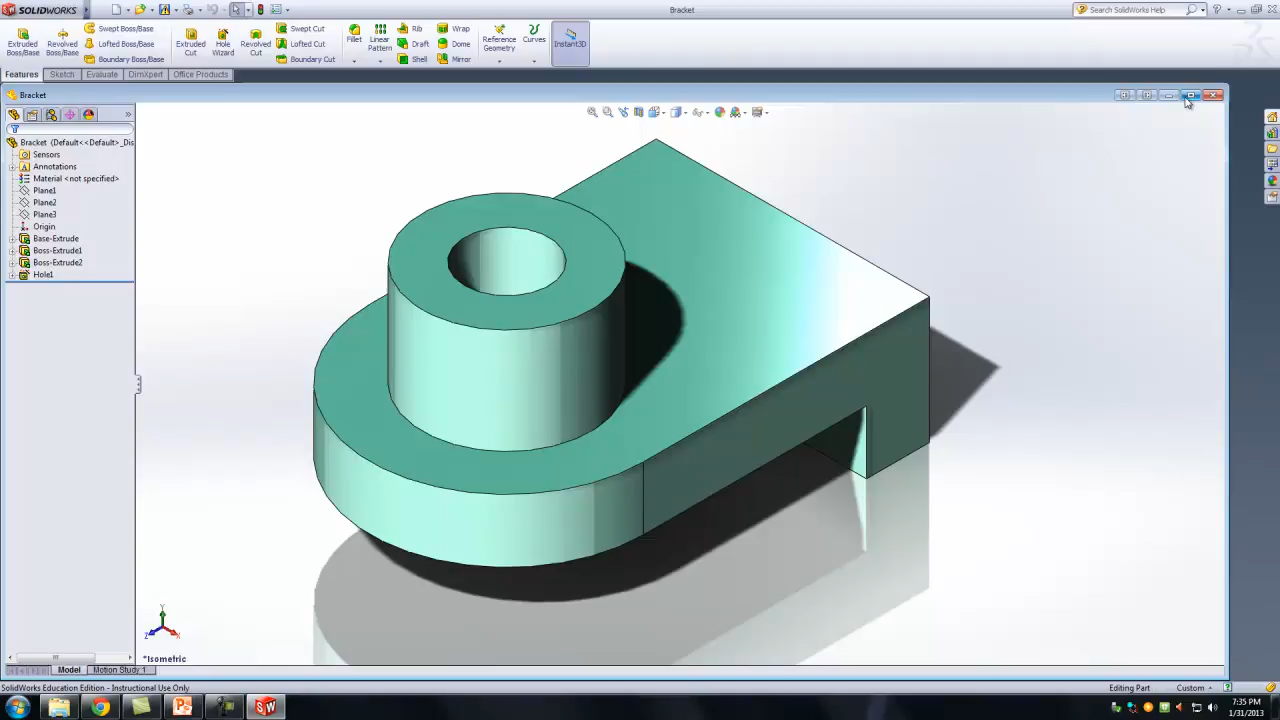 SOLIDWORKS
Bracket
Search SolidWorks Help
Extruded Boss/Base
Revolved Boss/Base
Swept Boss/Base
Lofted Boss/Base
Boundary Boss/Base
Extruded Cut
Hole Wizard
Revolved Cut
Swept Cut
Lofted Cut
Boundary Cut
Fillet
Linear Pattern
Rib
Draft
Shell
Wrap
Dome
Mirror
Reference Geometry
Curves
Instant3D
Features
Sketch
Evaluate
DimXpert
Office Products
Bracket
Bracket (Default<<Default>_Dis
Sensors
Annotations
Material <not specified>
Plane1
Plane2
Plane3
Origin
Base-Extrude
Boss-Extrude1
Boss-Extrude2
Hole1
Y
Z
X
*Isometric
Model
Motion Study 1
SolidWorks Education Edition - Instructional Use Only
Editing Part
Custom
7:35 PM
1/31/2013